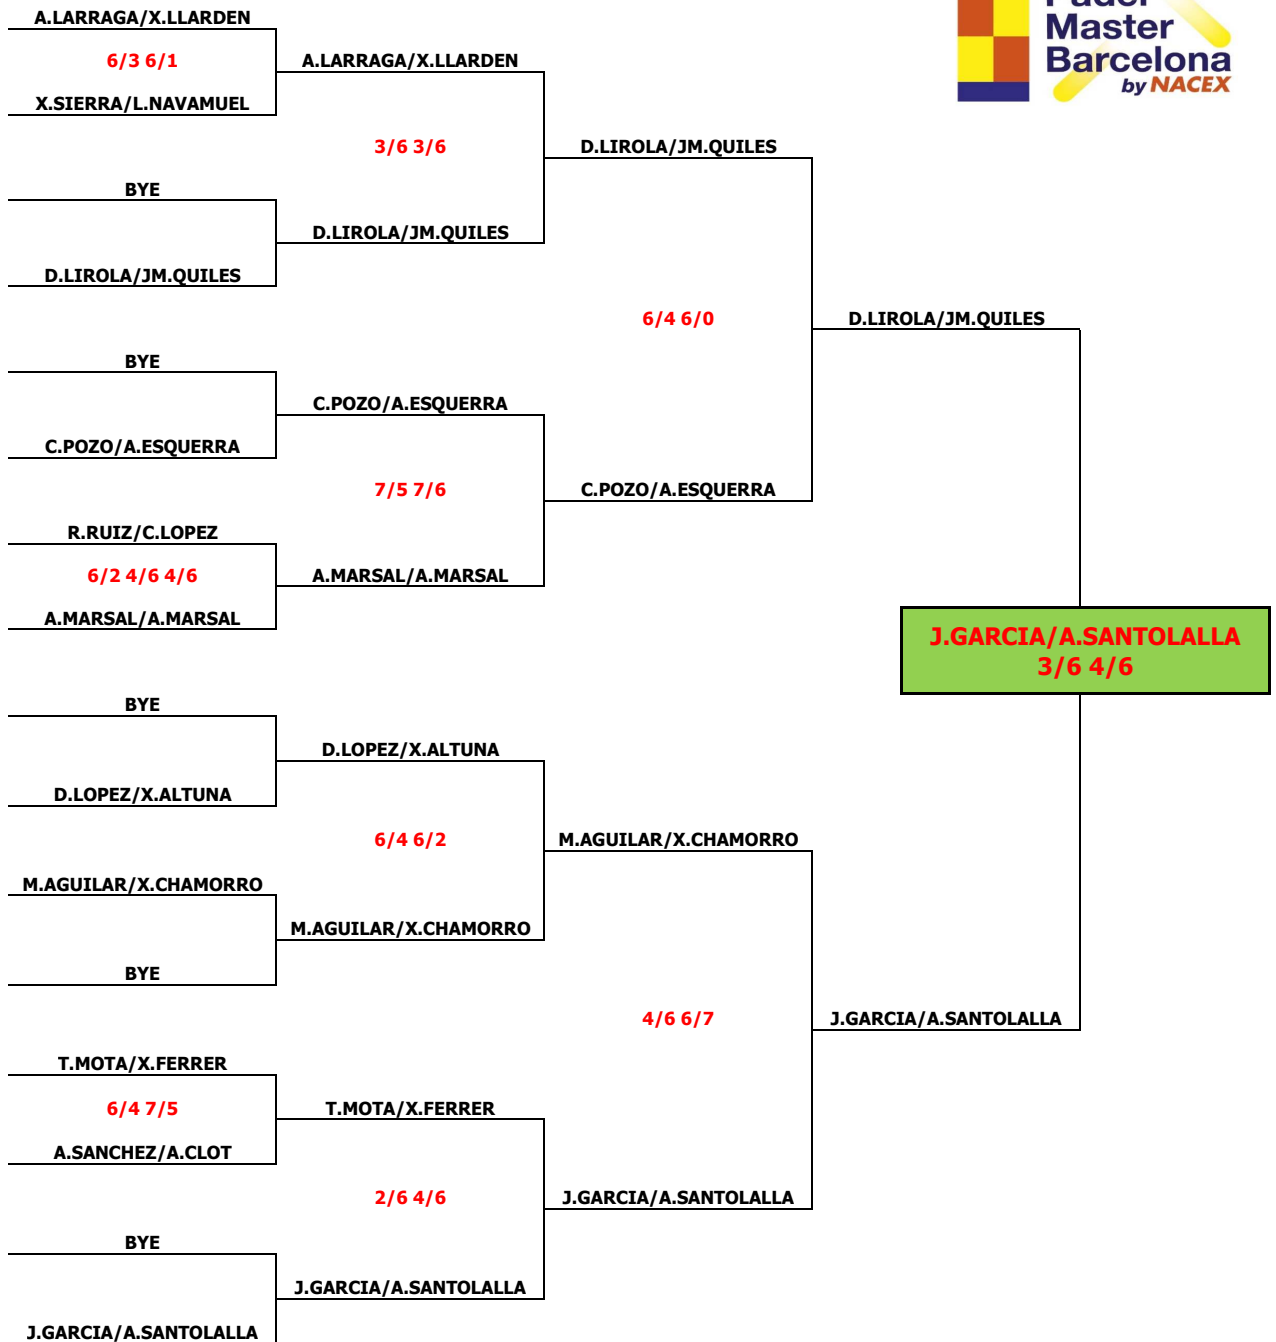 A.LARRAGA/X.LLARDEN
6/3 6/1
X.SIERRA/L.NAVAMUEL
BYE
D.LIROLA/JM.QUILES
BYE
C.POZO/A.ESQUERRA
R.RUIZ/C.LOPEZ
6/2 4/6 4/6
A.MARSAL/A.MARSAL
BYE
D.LOPEZ/X.ALTUNA
M.AGUILAR/X.CHAMORRO
BYE
T.MOTA/X.FERRER
6/4 7/5
A.SANCHEZ/A.CLOT
BYE
J.GARCIA/A.SANTOLALLA
A.LARRAGA/X.LLARDEN
3/6 3/6
D.LIROLA/JM.QUILES
C.POZO/A.ESQUERRA
7/5 7/6
A.MARSAL/A.MARSAL
D.LOPEZ/X.ALTUNA
6/4 6/2
M.AGUILAR/X.CHAMORRO
T.MOTA/X.FERRER
2/6 4/6
J.GARCIA/A.SANTOLALLA
D.LIROLA/JM.QUILES
6/4 6/0
C.POZO/A.ESQUERRA
M.AGUILAR/X.CHAMORRO
4/6 6/7
J.GARCIA/A.SANTOLALLA
D.LIROLA/JM.QUILES
J.GARCIA/A.SANTOLALLA
J.GARCIA/A.SANTOLALLA
3/6 4/6
Master
Barcelona
by NACEX